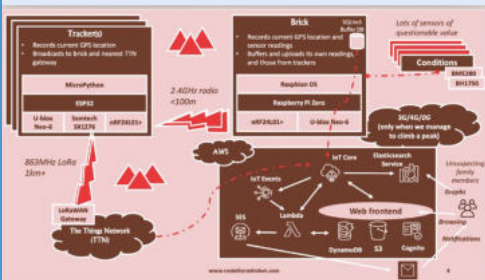 Tracker(s)
• Records current GPS location
• Broadcasts to brick and nearest TTN
gateway
MicroPython
ESP32
U-blox
Neo-6
Semtech
SX1276
nRF24L01+
2.4GHz radio
<100m
Brick
• Records current GPS location and
sensor readings
• Buffers and uploads its own readings,
and those from trackers
Raspbian OS
Raspberry Pi Zero
nRF24L01+
U-blox Neo-6
SQLite3
Buffer DB
Lots of sensors of
questionable value
Conditions
BME280
BH1750
3G/4G/DG
(only when we manage
to climb a peak)
863MHz LoRa
1km+
LoRaWAN
Gateway
The Things Network
(TTN)
AWS
IoT Core
Elasticsearch
Service
IoT Events
Lambda
SES
Web frontend
DynamoDB
S3
Cognito
Unsuspecting
family
members
Graphs
Browsing
Notifications
4